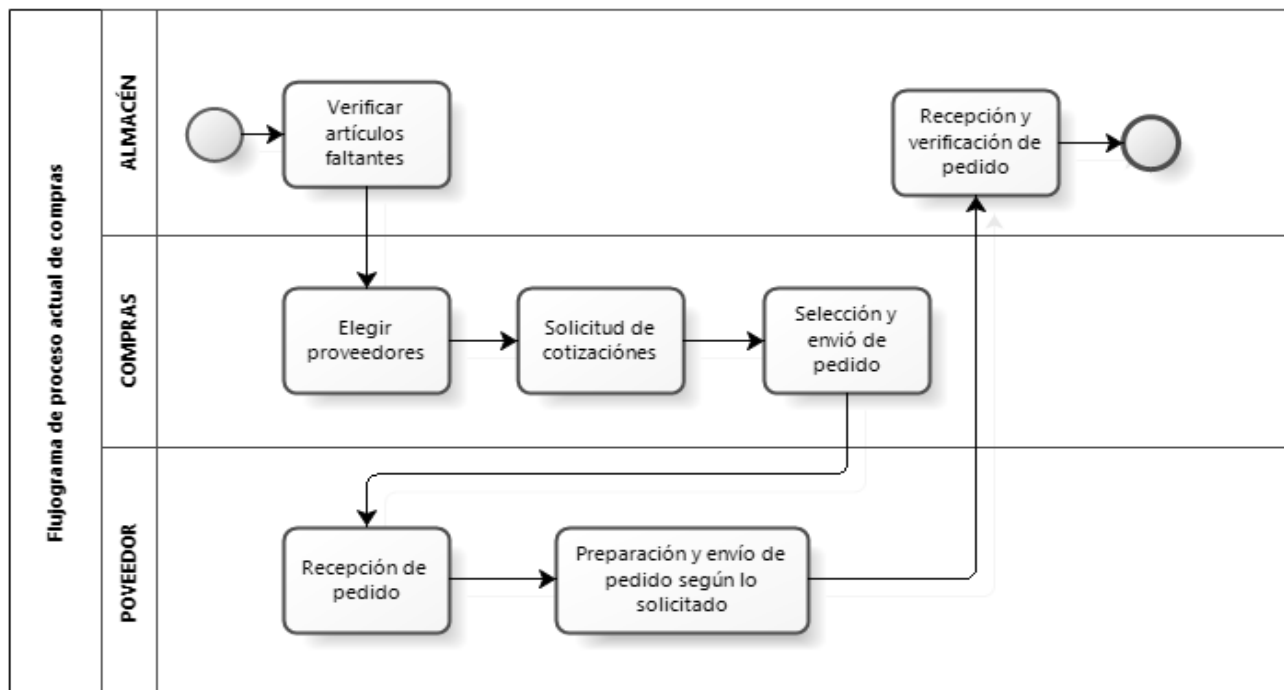 Flujograma de proceso actual de compras
ALMACÉN
Verificar
artículos
faltantes
Recepción y
verificación de
pedido
COMPRAS
Elegir
proveedores
Solicitud de
cotizaciónes
Selección y
envió de
pedido
POVEEDOR
Recepción de
pedido
Preparación y envío de
pedido según lo
solicitado